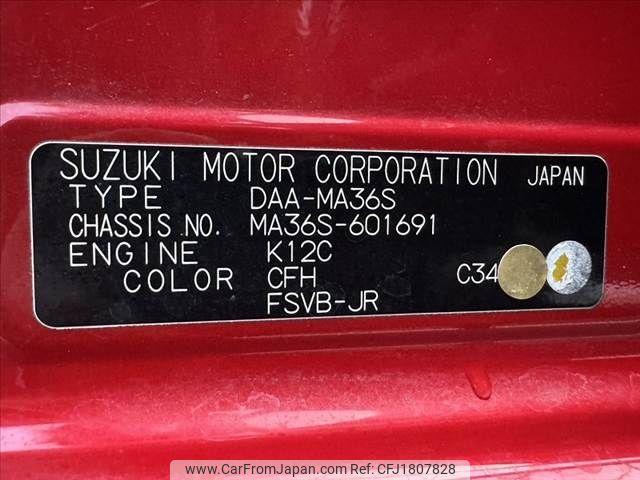 SUZUKI MOTOR CORPORATION JAPAN
TYPE DAA-MA36S
CHASSIS NO. MA36S-601691
ENGINE K12C
COLOR CFH C34
FSVB-JR
www.CarFromJapan.com Ref:CFJ1807828